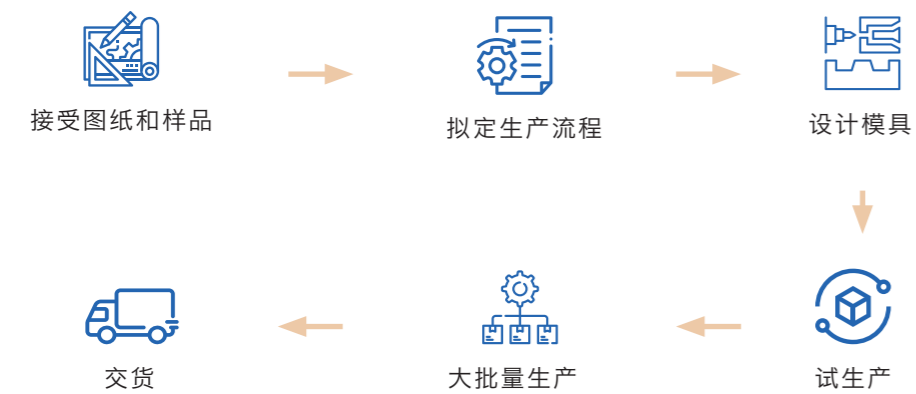 接受图纸和样品
拟定生产流程
设计模具
试生产
大批量生产
交货